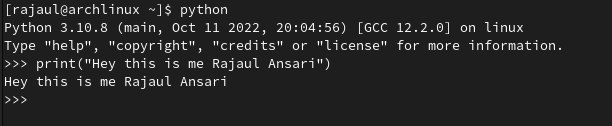 [rajaul@archlinux ~]$ python
Python 3.10.8 (main, Oct 11 2022, 20:04:56) [GCC 12.2.0] on linux
Type "help", "copyright", "credits" or "license" for more information.
>>> print("Hey this is me Rajaul Ansari")
Hey this is me Rajaul Ansari
>>>